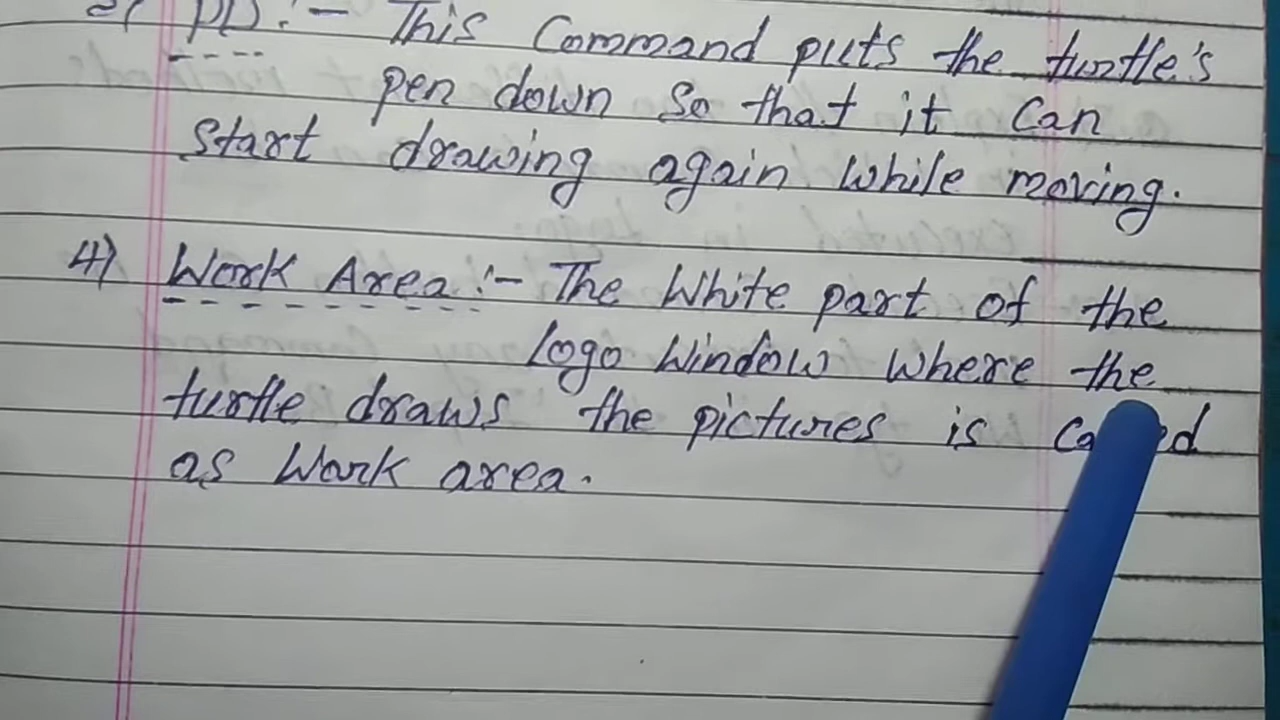 PD :- This Command puts the turtle's
pen down so that it can
start drawing again while moving.
4) Work Area :- The White part of the
logo window where the
turtle draws the pictures is
as Work area.